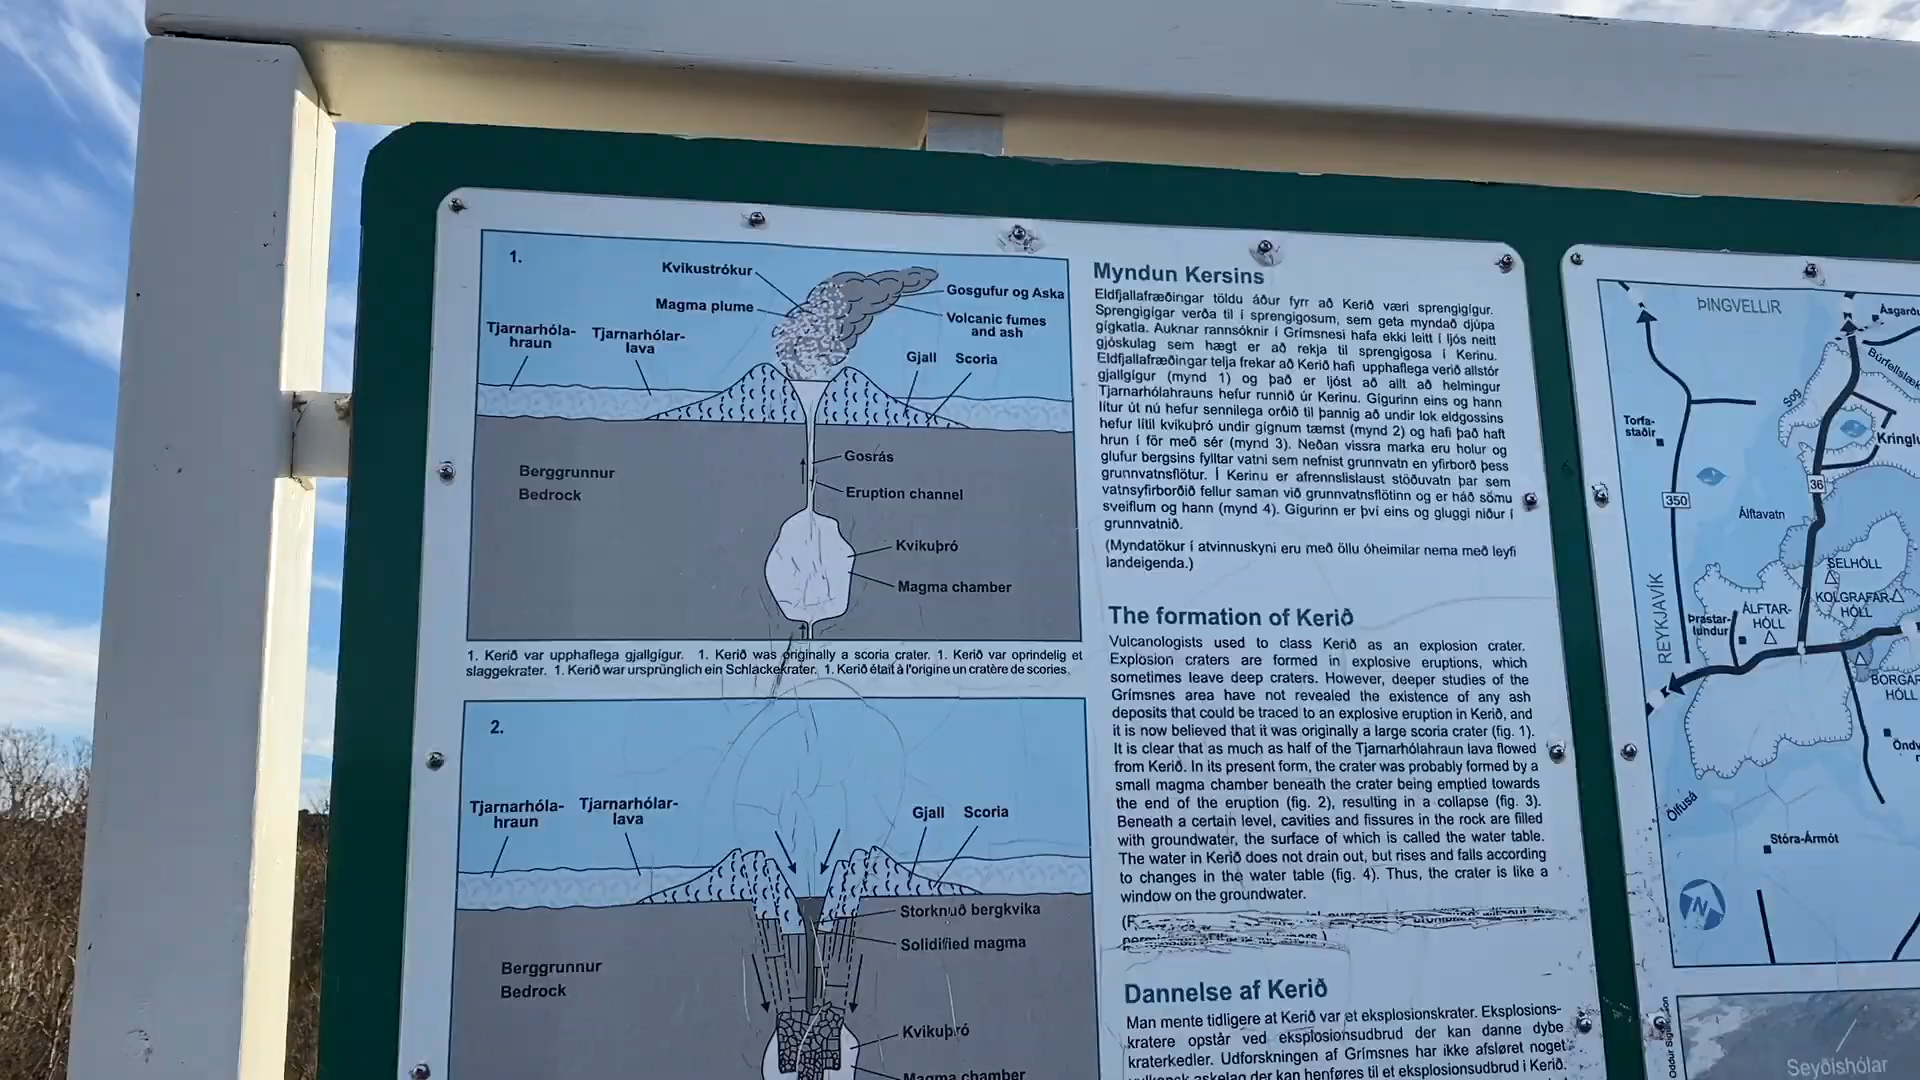 1.
Kvikustrókur
Magma plume
Gosgufur og Aska
Volcanic fumes
and ash
Tjarnarhóla-
hraun
Tjarnarhólar-
lava
Gjall Scoria
Berggrunnur
Bedrock
Gosrás
Eruption channel
Kvikuþró
Magma chamber
1. Kerið var upphaflega gjallgígur. 1. Kerið was originally a scoria crater. 1. Kerið var oprindelig et
slaggekrater. 1. Kerið war ursprünglich ein Schlackekrater. 1. Kerið était à l'origine un cratère de scories.
2.
Tjarnarhóla-
hraun
Tjarnarhólar-
lava
Gjall Scoria
Storknuð bergkvika
Solidified magma
Berggrunnur
Bedrock
Kvikuþró
Magma chamber
Myndun Kersins
Eldfjallafræðingar töldu áður fyrr að Kerið væri sprengigígur.
Sprengigígar verða til í sprengigosum, sem geta myndað djúpa
gígkatla. Auknar rannsóknir í Grímsnesi hafa ekki leitt í ljós neitt
gjóskulag sem hægt er að rekja til sprengigosa í Kerinu.
Eldfjallafræðingar telja frekar að Kerið hafi upphaflega verið allstór
gjallgígur (mynd 1) og það er ljóst að allt að helmingur
Tjarnarhólahrauns hefur runnið úr Kerinu. Gígurinn eins og hann
lítur út nú hefur sennilega orðið til þannig að undir lok eldgossins
hefur lítil kvikuþró undir gígnum tæmst (mynd 2) og hafi það haft
hrun í för með sér (mynd 3). Neðan vissra marka eru holur og
glufur bergsins fylltar vatni sem nefnist grunnvatn en yfirborð þess
grunnvatnsflötur. Í Kerinu er afrennslislaust stöðuvatn þar sem
vatnsyfirborðið fellur saman við grunnvatnsflötinn og er háð sömu
sveiflum og hann (mynd 4). Gígurinn er því eins og gluggi niður í
grunnvatnið.
(Myndatökur í atvinnuskyni eru með öllu óheimilar nema með leyfi
landeigenda.)
The formation of Kerið
Vulcanologists used to class Kerið as an explosion crater.
Explosion craters are formed in explosive eruptions, which
sometimes leave deep craters. However, deeper studies of the
Grímsnes area have not revealed the existence of any ash
deposits that could be traced to an explosive eruption in Kerið, and
it is now believed that it was originally a large scoria crater (fig. 1).
It is clear that as much as half of the Tjarnarhólahraun lava flowed
from Kerið. In its present form, the crater was probably formed by a
small magma chamber beneath the crater being emptied towards
the end of the eruption (fig. 2), resulting in a collapse (fig. 3).
Beneath a certain level, cavities and fissures in the rock are filled
with groundwater, the surface of which is called the water table.
The water in Kerið does not drain out, but rises and falls according
to changes in the water table (fig. 4). Thus, the crater is like a
window on the groundwater.
Dannelse af Kerið
Man mente tidligere at Kerið var et eksplosionskrater. Eksplosions-
kratere opstår ved eksplosionsudbrud der kan danne dybe
kraterkedler. Udforskningen af Grímsnes har ikke afsløret noget
vulkansk askelag der kan henføres til et eksplosionsudbrud i Kerið.
ÞINGVELLIR
Sog
Torfa-
staðir
350
36
Álftavatn
REYKJAVÍK
SELHÓLL
KOLGRAFAR-
HÓLL
ÁLFTAR-
HÓLL
Þrastar-
lundur
BORGAR
HÓLL
Ölfusá
Stóra-Ármót
N
Seyðishólar